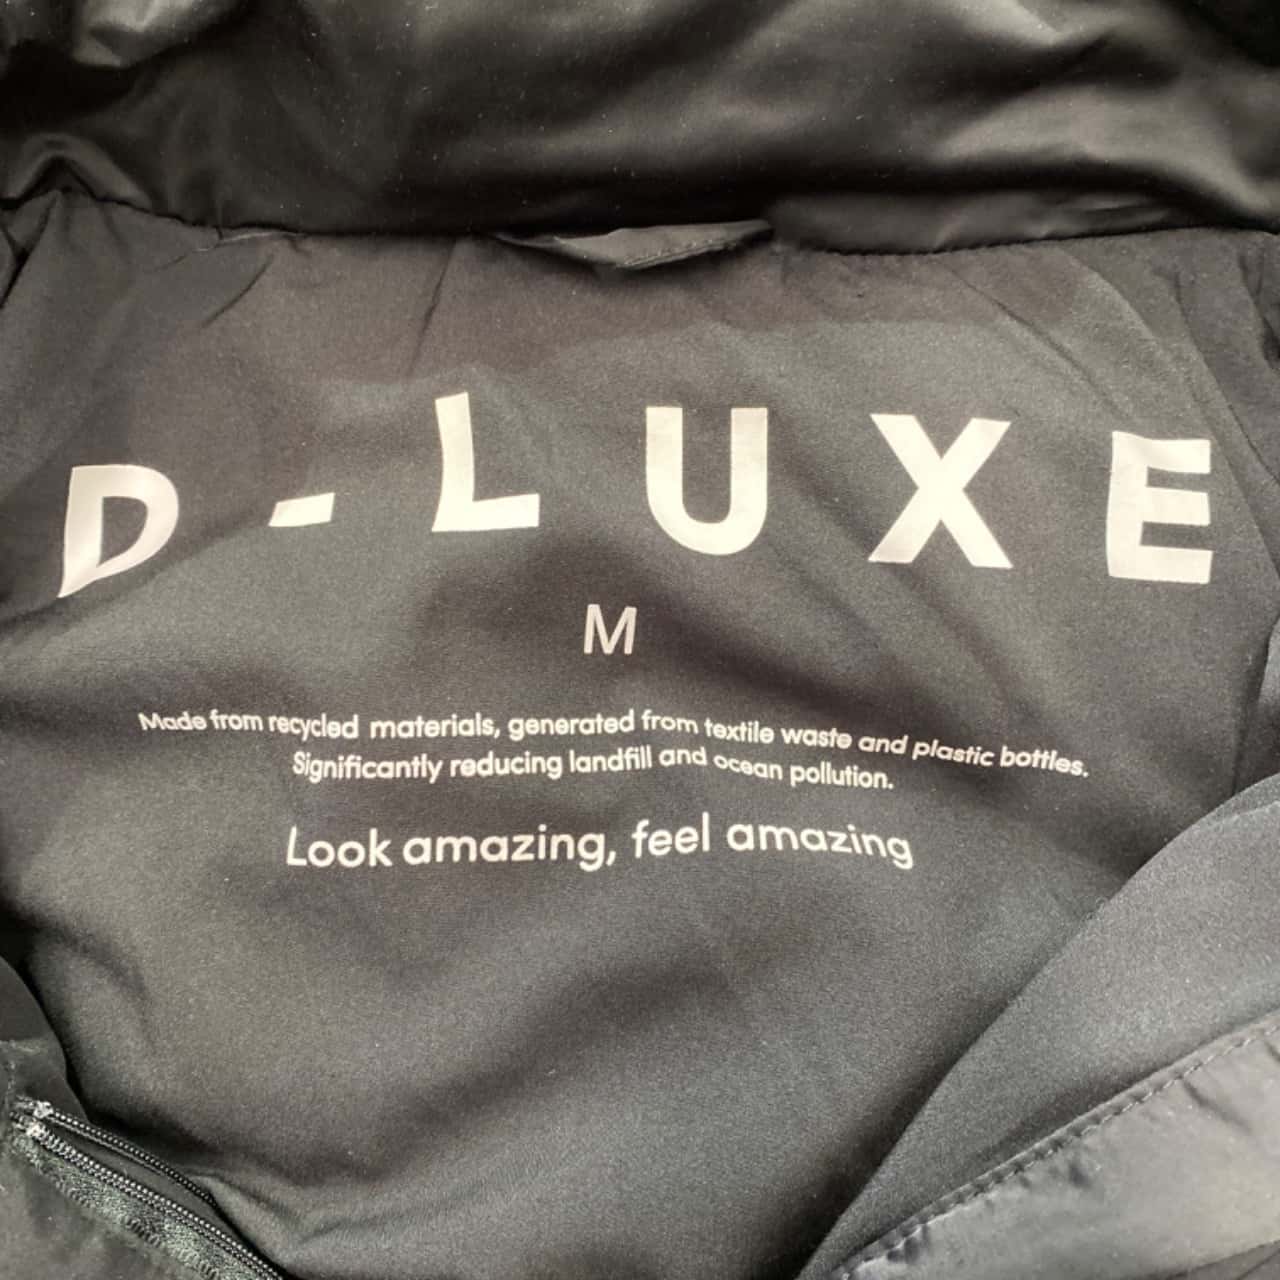 D-LUXE
M
Made from recycled materials, generated from textile waste and plastic bottles.
Significantly reducing landfill and ocean pollution.
Look amazing, feel amazing